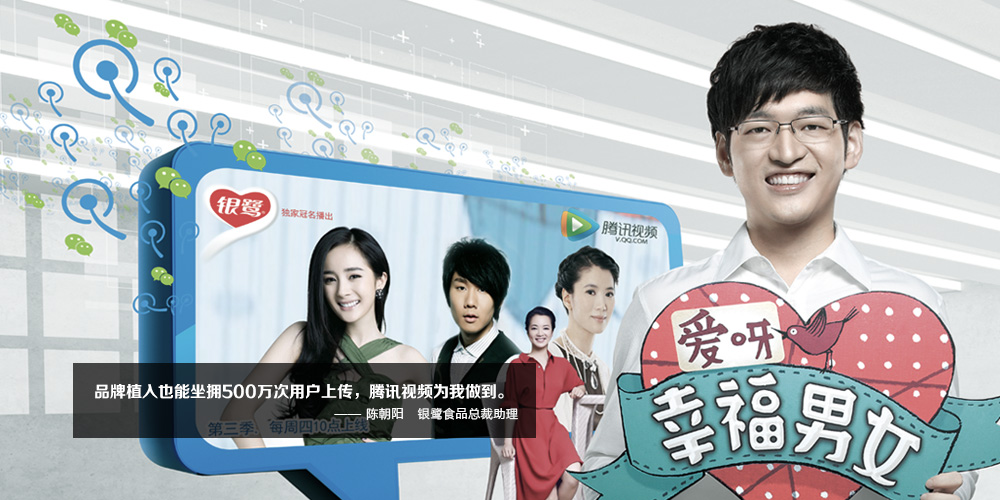 银鹭
独家冠名播出
腾讯视频
V.QQ.COM
爱呀
幸福男女
品牌植入也能坐拥500万次用户上传，腾讯视频为我做到。
—— 陈朝阳 银鹭食品总裁助理
第三季 每周四10点上线